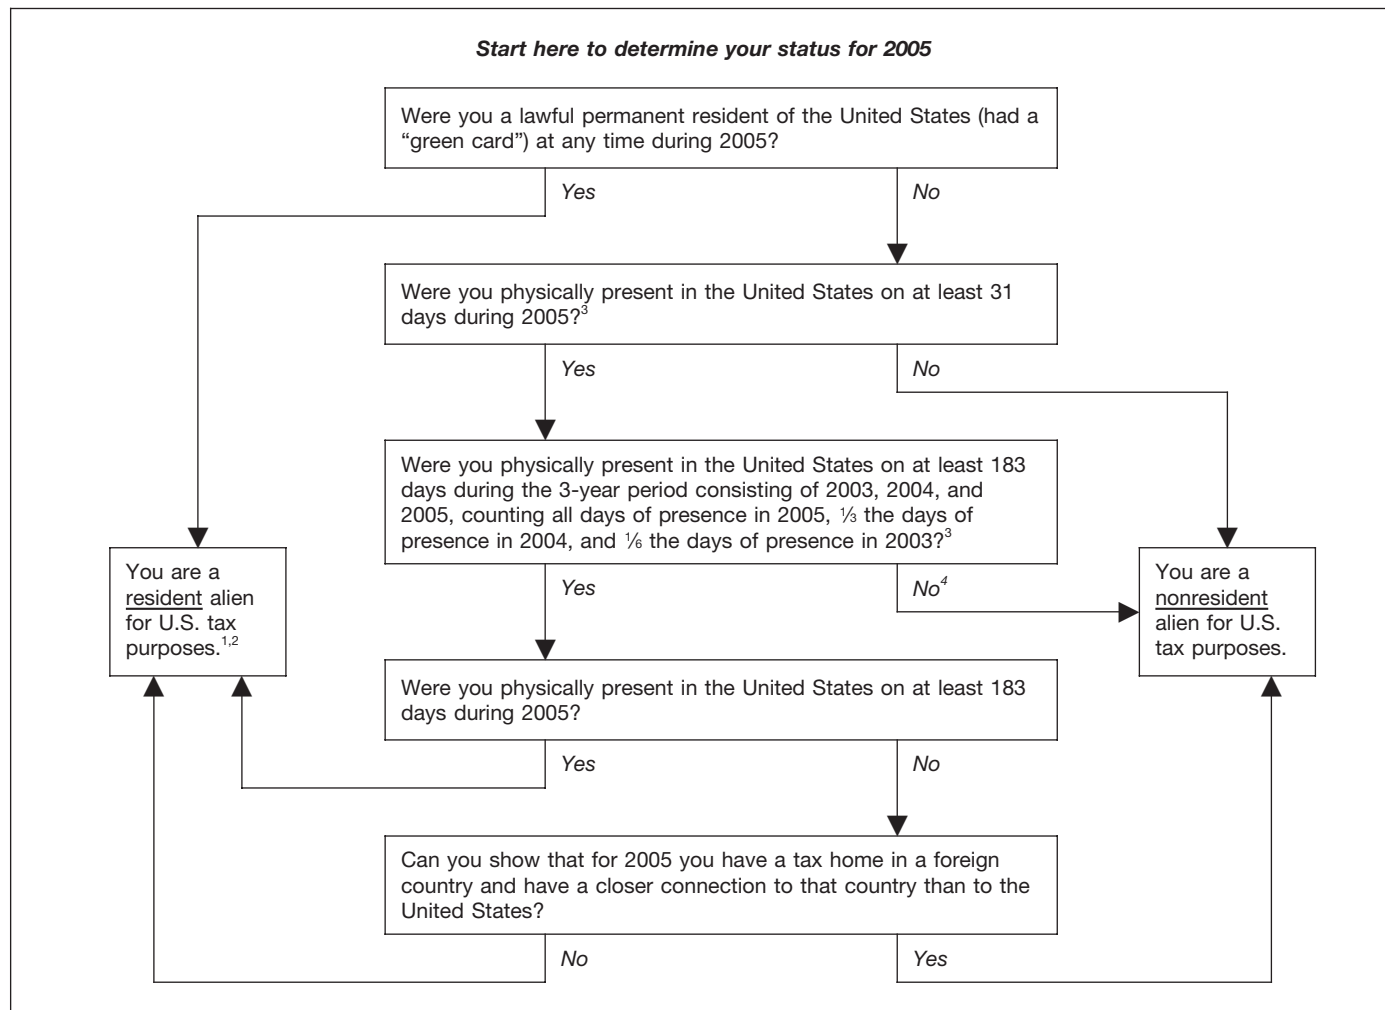 Start here to determine your status for 2005
Were you a lawful permanent resident of the United States (had a
“green card”) at any time during 2005?
Yes
No
Were you physically present in the United States on at least 31
days during 2005?³
Yes
No
Were you physically present in the United States on at least 183
days during the 3-year period consisting of 2003, 2004, and
2005, counting all days of presence in 2005, ⅓ the days of
presence in 2004, and ⅙ the days of presence in 2003?³
Yes
No⁴
You are a
resident alien
for U.S. tax
purposes.¹,²
You are a
nonresident
alien for U.S.
tax purposes.
Were you physically present in the United States on at least 183
days during 2005?
Yes
No
Can you show that for 2005 you have a tax home in a foreign
country and have a closer connection to that country than to the
United States?
No
Yes